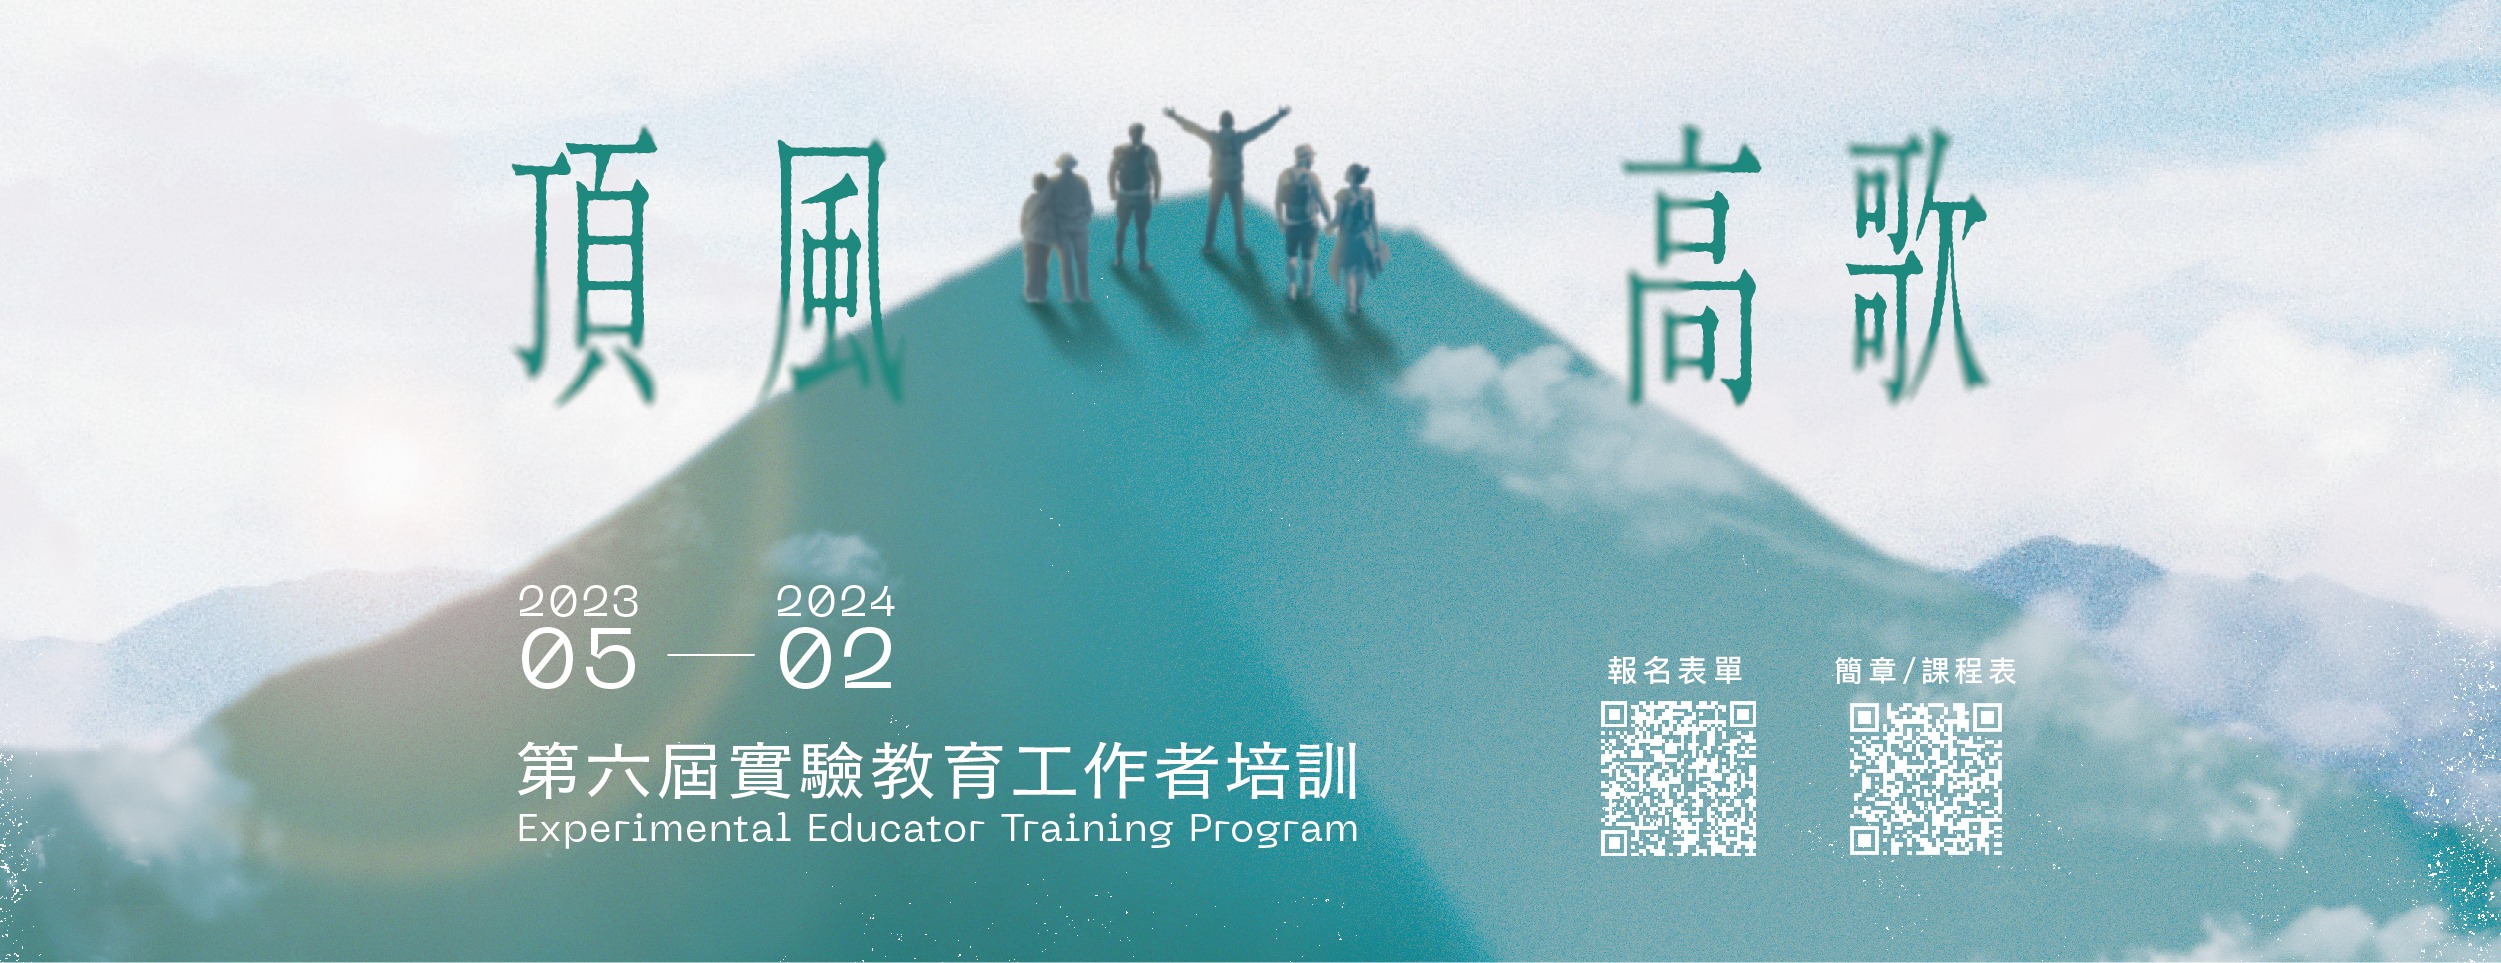 頂風高歌
2023 2024
05 — 02
第六屆實驗教育工作者培訓
Experimental Educator Training Program
報名表單
簡章/課程表